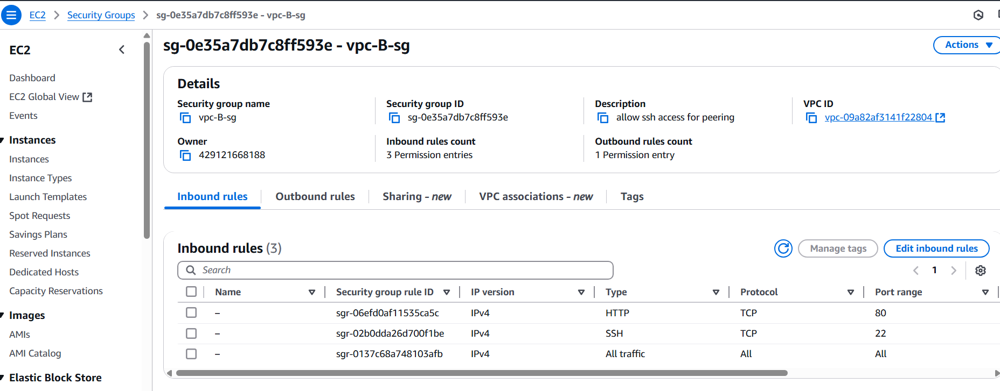 EC2 > Security Groups > sg-0e35a7db7c8ff593e - vpc-B-sg
EC2
Dashboard
EC2 Global View
Events
Instances
Instances
Instance Types
Launch Templates
Spot Requests
Savings Plans
Reserved Instances
Dedicated Hosts
Capacity Reservations
Images
AMIs
AMI Catalog
Elastic Block Store
sg-0e35a7db7c8ff593e - vpc-B-sg
Actions
Details
Security group name
vpc-B-sg
Security group ID
sg-0e35a7db7c8ff593e
Description
allow ssh access for peering
VPC ID
vpc-09a82af3141f22804
Owner
429121668188
Inbound rules count
3 Permission entries
Outbound rules count
1 Permission entry
Inbound rules Outbound rules Sharing - new VPC associations - new Tags
Inbound rules (3)
Manage tags Edit inbound rules
Search
1
Name Security group rule ID IP version Type Protocol Port range
– sgr-06efd0af11535ca5c IPv4 HTTP TCP 80
– sgr-02b0dda26d700f1be IPv4 SSH TCP 22
– sgr-0137c68a748103afb IPv4 All traffic All All